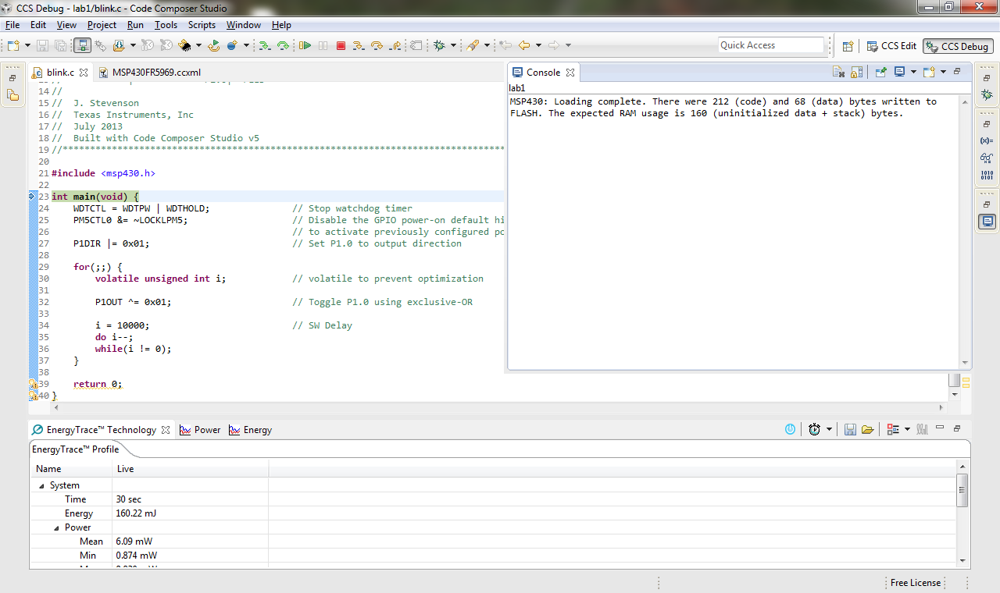 CCS Debug - lab1/blink.c - Code Composer Studio
File Edit View Project Run Tools Scripts Window Help
Quick Access
CCS Edit
CCS Debug
blink.c
MSP430FR5969.ccxml
14 //
15 //  J. Stevenson
16 //  Texas Instruments, Inc
17 //  July 2013
18 //  Built with Code Composer Studio v5
19 //***********************************************************************************
20
21 #include <msp430.h>
22
23 int main(void) {
24     WDTCTL = WDTPW | WDTHOLD;               // Stop watchdog timer
25     PM5CTL0 &= ~LOCKLPM5;                   // Disable the GPIO power-on default hi
26                                             // to activate previously configured po
27     P1DIR |= 0x01;                          // Set P1.0 to output direction
28
29     for(;;) {
30         volatile unsigned int i;            // volatile to prevent optimization
31
32         P1OUT ^= 0x01;                      // Toggle P1.0 using exclusive-OR
33
34         i = 10000;                          // SW Delay
35         do i--;
36         while(i != 0);
37     }
38
39     return 0;
40 }
Console
lab1
MSP430: Loading complete. There were 212 (code) and 68 (data) bytes written to
FLASH. The expected RAM usage is 160 (uninitialized data + stack) bytes.
(x)=
1010
0101
EnergyTrace™ Technology
Power
Energy
EnergyTrace™ Profile
Name Live
System
Time 30 sec
Energy 160.22 mJ
Power
Mean 6.09 mW
Min 0.874 mW
Free License